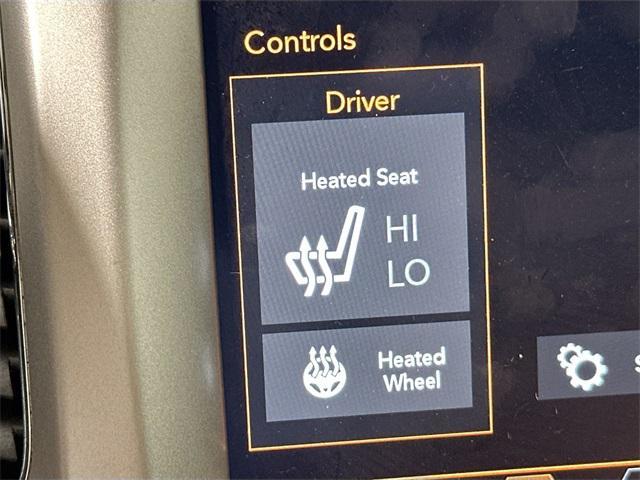 Controls
Driver
Heated Seat
HI
LO
Heated
Wheel